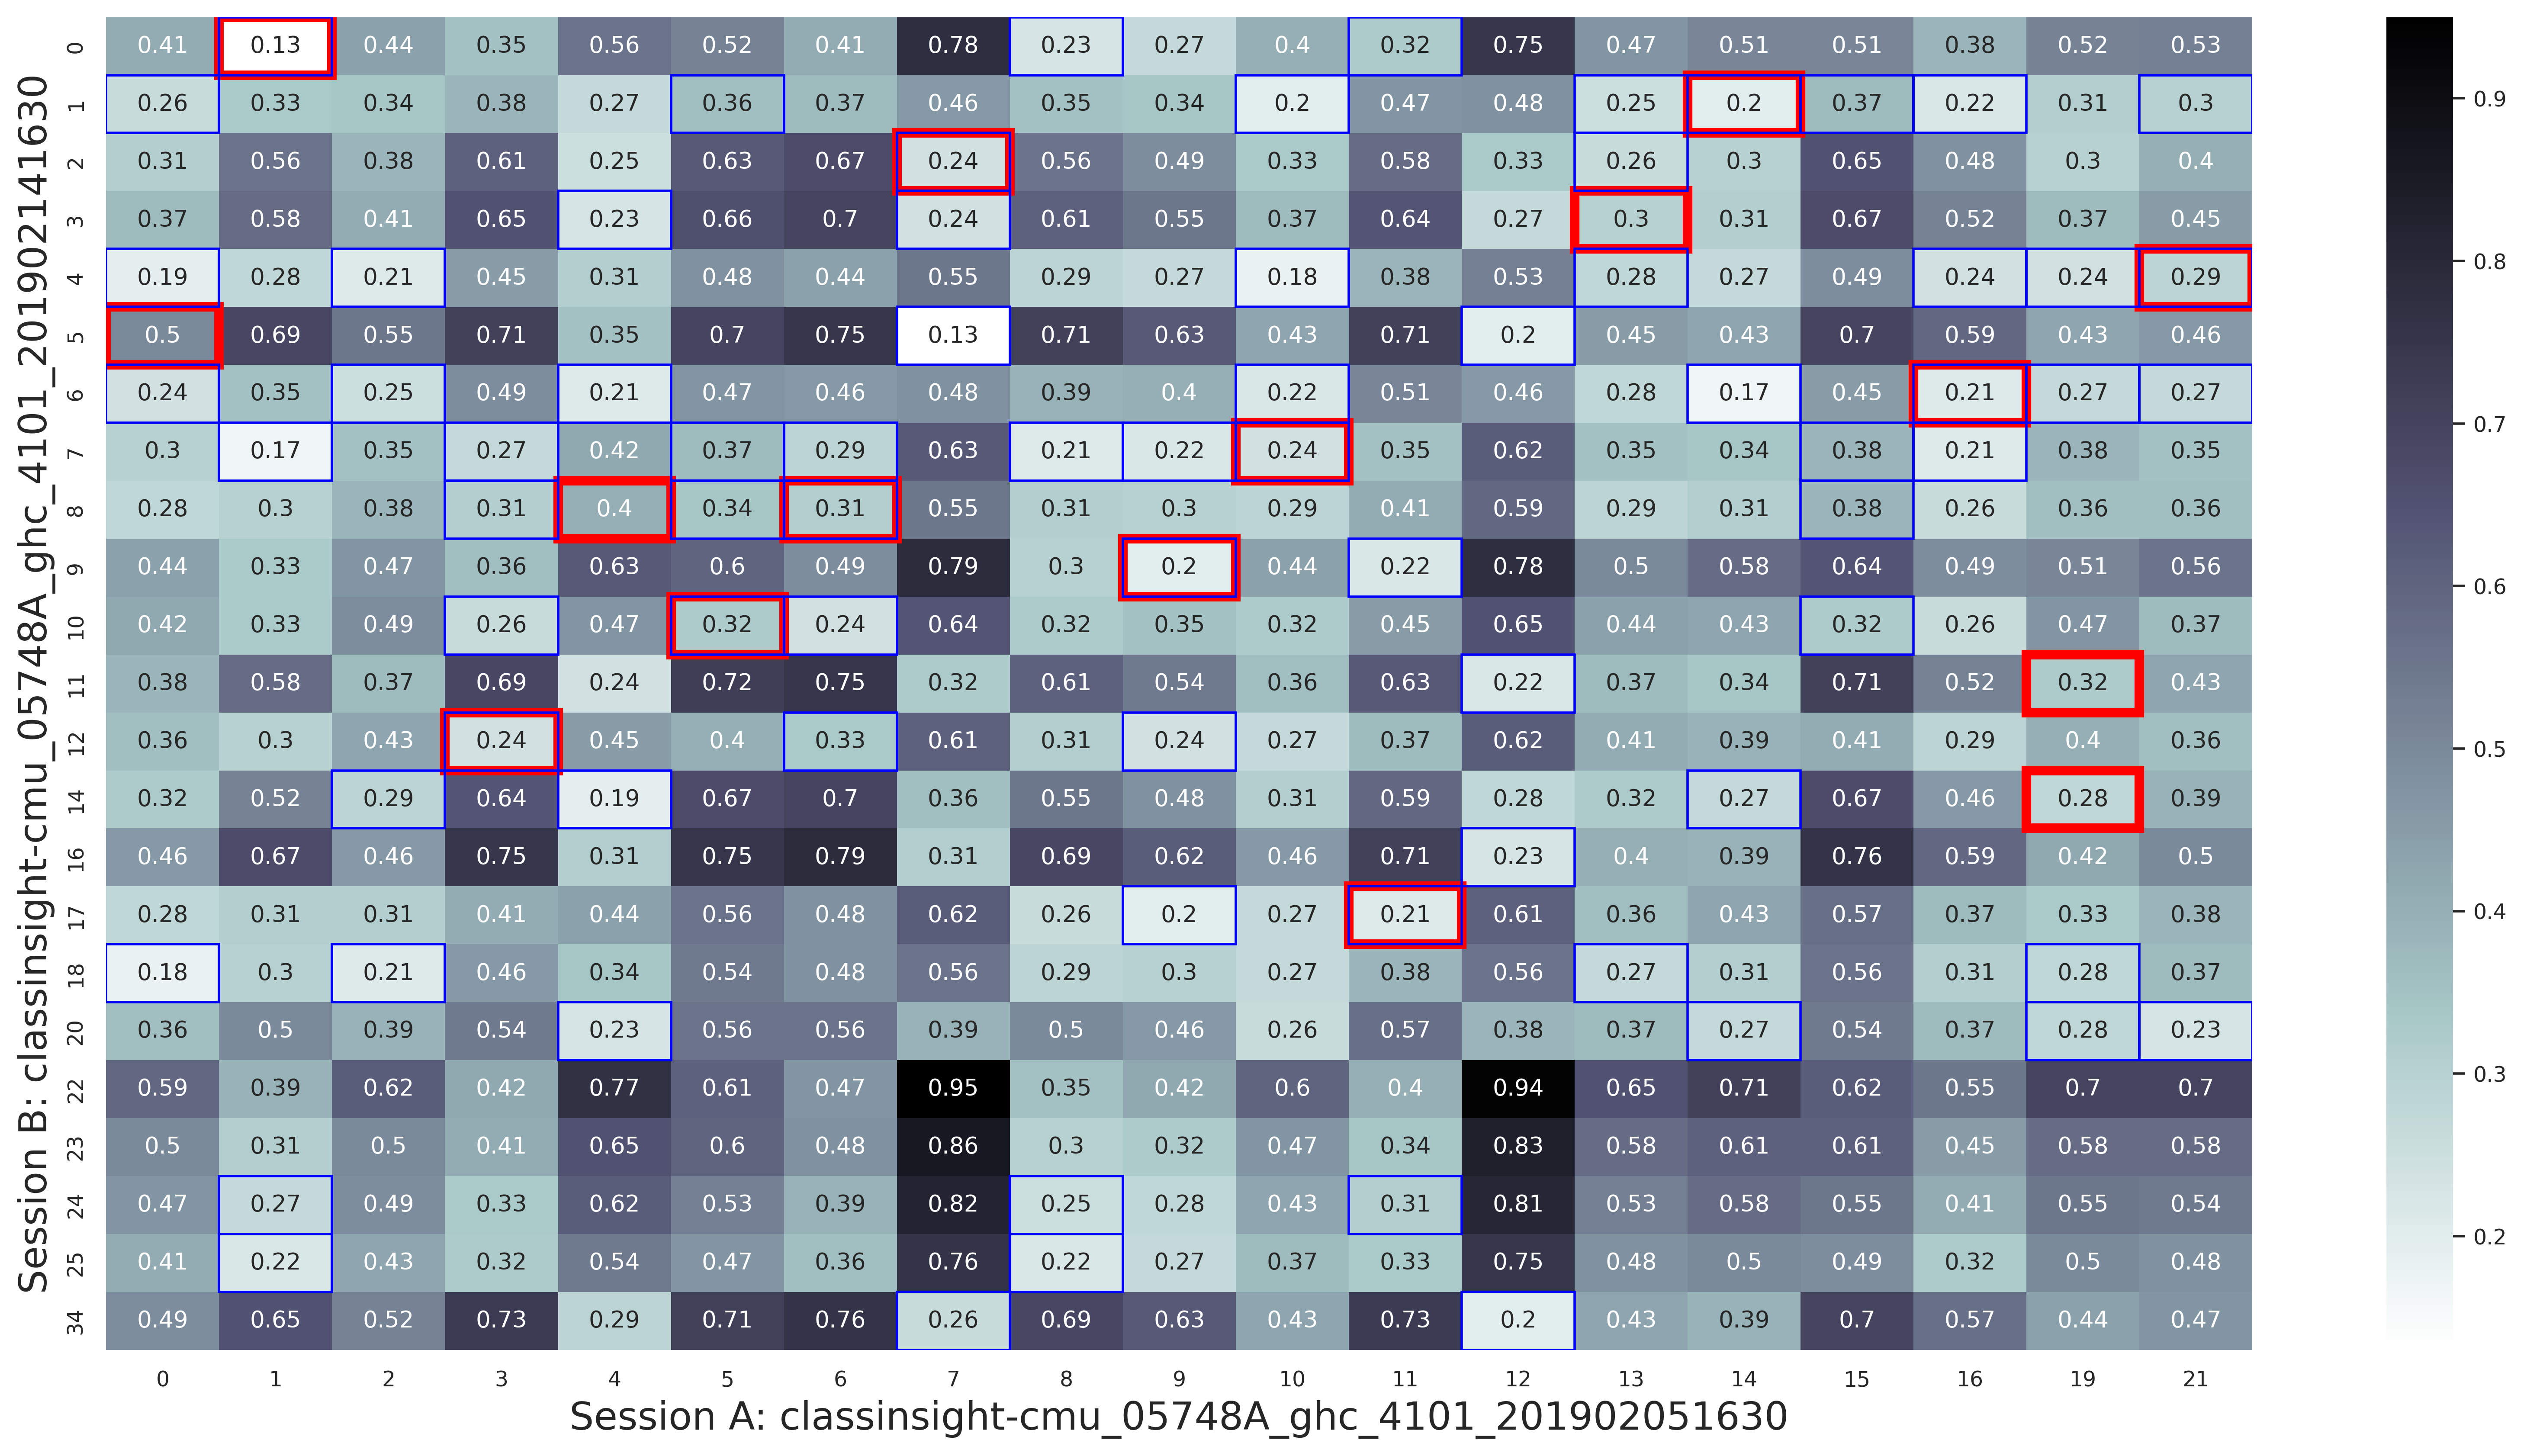 0 0.41 0.13 0.44 0.35 0.56 0.52 0.41 0.78 0.23 0.27 0.4 0.32 0.75 0.47 0.51 0.51 0.38 0.52 0.53
1 0.26 0.33 0.34 0.38 0.27 0.36 0.37 0.46 0.35 0.34 0.2 0.47 0.48 0.25 0.2 0.37 0.22 0.31 0.3
2 0.31 0.56 0.38 0.61 0.25 0.63 0.67 0.24 0.56 0.49 0.33 0.58 0.33 0.26 0.3 0.65 0.48 0.3 0.4
3 0.37 0.58 0.41 0.65 0.23 0.66 0.7 0.24 0.61 0.55 0.37 0.64 0.27 0.3 0.31 0.67 0.52 0.37 0.45
4 0.19 0.28 0.21 0.45 0.31 0.48 0.44 0.55 0.29 0.27 0.18 0.38 0.53 0.28 0.27 0.49 0.24 0.24 0.29
5 0.5 0.69 0.55 0.71 0.35 0.7 0.75 0.13 0.71 0.63 0.43 0.71 0.2 0.45 0.43 0.7 0.59 0.43 0.46
6 0.24 0.35 0.25 0.49 0.21 0.47 0.46 0.48 0.39 0.4 0.22 0.51 0.46 0.28 0.17 0.45 0.21 0.27 0.27
7 0.3 0.17 0.35 0.27 0.42 0.37 0.29 0.63 0.21 0.22 0.24 0.35 0.62 0.35 0.34 0.38 0.21 0.38 0.35
8 0.28 0.3 0.38 0.31 0.4 0.34 0.31 0.55 0.31 0.3 0.29 0.41 0.59 0.29 0.31 0.38 0.26 0.36 0.36
9 0.44 0.33 0.47 0.36 0.63 0.6 0.49 0.79 0.3 0.2 0.44 0.22 0.78 0.5 0.58 0.64 0.49 0.51 0.56
10 0.42 0.33 0.49 0.26 0.47 0.32 0.24 0.64 0.32 0.35 0.32 0.45 0.65 0.44 0.43 0.32 0.26 0.47 0.37
11 0.38 0.58 0.37 0.69 0.24 0.72 0.75 0.32 0.61 0.54 0.36 0.63 0.22 0.37 0.34 0.71 0.52 0.32 0.43
12 0.36 0.3 0.43 0.24 0.45 0.4 0.33 0.61 0.31 0.24 0.27 0.37 0.62 0.41 0.39 0.41 0.29 0.4 0.36
14 0.32 0.52 0.29 0.64 0.19 0.67 0.7 0.36 0.55 0.48 0.31 0.59 0.28 0.32 0.27 0.67 0.46 0.28 0.39
16 0.46 0.67 0.46 0.75 0.31 0.75 0.79 0.31 0.69 0.62 0.46 0.71 0.23 0.4 0.39 0.76 0.59 0.42 0.5
17 0.28 0.31 0.31 0.41 0.44 0.56 0.48 0.62 0.26 0.2 0.27 0.21 0.61 0.36 0.43 0.57 0.37 0.33 0.38
18 0.18 0.3 0.21 0.46 0.34 0.54 0.48 0.56 0.29 0.3 0.27 0.38 0.56 0.27 0.31 0.56 0.31 0.28 0.37
20 0.36 0.5 0.39 0.54 0.23 0.56 0.56 0.39 0.5 0.46 0.26 0.57 0.38 0.37 0.27 0.54 0.37 0.28 0.23
22 0.59 0.39 0.62 0.42 0.77 0.61 0.47 0.95 0.35 0.42 0.6 0.4 0.94 0.65 0.71 0.62 0.55 0.7 0.7
23 0.5 0.31 0.5 0.41 0.65 0.6 0.48 0.86 0.3 0.32 0.47 0.34 0.83 0.58 0.61 0.61 0.45 0.58 0.58
24 0.47 0.27 0.49 0.33 0.62 0.53 0.39 0.82 0.25 0.28 0.43 0.31 0.81 0.53 0.58 0.55 0.41 0.55 0.54
25 0.41 0.22 0.43 0.32 0.54 0.47 0.36 0.76 0.22 0.27 0.37 0.33 0.75 0.48 0.5 0.49 0.32 0.5 0.48
34 0.49 0.65 0.52 0.73 0.29 0.71 0.76 0.26 0.69 0.63 0.43 0.73 0.2 0.43 0.39 0.7 0.57 0.44 0.47
0 1 2 3 4 5 6 7 8 9 10 11 12 13 14 15 16 19 21
Session A: classinsight-cmu_05748A_ghc_4101_201902051630
Session B: classinsight-cmu_05748A_ghc_4101_201902141630
0.9
0.8
0.7
0.6
0.5
0.4
0.3
0.2